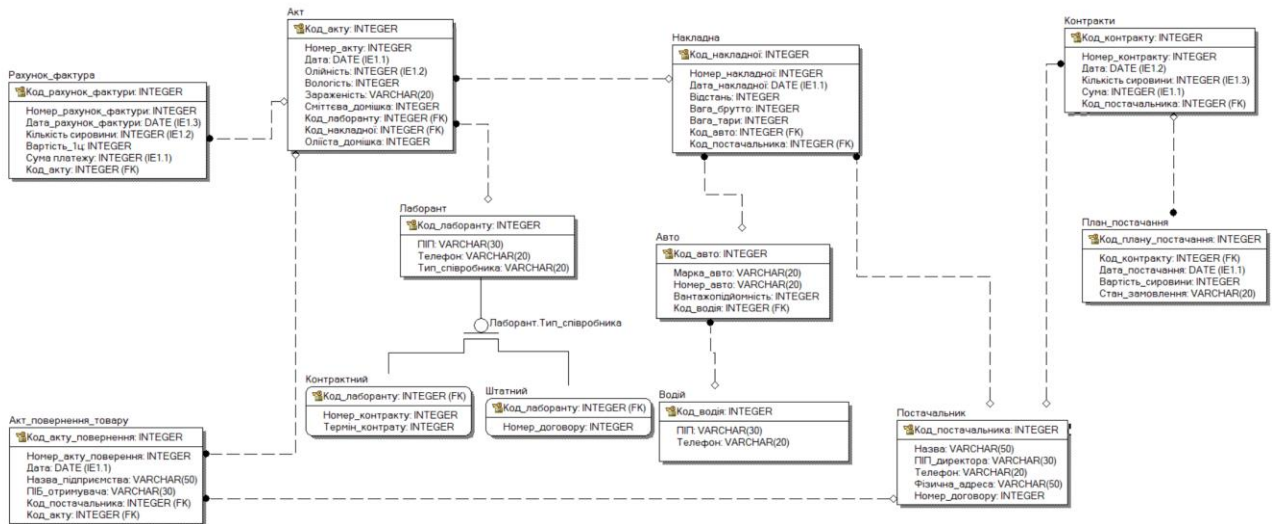 Акт
Код_акту: INTEGER
Номер_акту: INTEGER
Дата: DATE (IE1.1)
Олійність: INTEGER (IE1.2)
Вологість: INTEGER
Зараженість: VARCHAR(20)
Сміттєва_домішка: INTEGER
Код_лаборанту: INTEGER (FK)
Код_накладної: INTEGER (FK)
Оліїста_домішка: INTEGER
Накладна
Код_накладної: INTEGER
Номер_накладної: INTEGER
Дата_накладної: DATE (IE1.1)
Відстань: INTEGER
Вага_брутто: INTEGER
Вага_тари: INTEGER
Код_авто: INTEGER (FK)
Код_постачальника: INTEGER (FK)
Контракти
Код_контракту: INTEGER
Номер_контракту: INTEGER
Дата: DATE (IE1.2)
Кількість сировини: INTEGER (IE1.3)
Сума: INTEGER (IE1.1)
Код_постачальника: INTEGER (FK)
Рахунок_фактура
Код_рахунок_фактури: INTEGER
Номер_рахунок_фактури: INTEGER
Дата_рахунок_фактури: DATE (IE1.3)
Кількість сировини: INTEGER (IE1.2)
Вартість_1ц: INTEGER
Сума платежу: INTEGER (IE1.1)
Код_акту: INTEGER (FK)
Лаборант
Код_лаборанту: INTEGER
ПІП: VARCHAR(30)
Телефон: VARCHAR(20)
Тип_співробника: VARCHAR(20)
Лаборант.Тип_співробника
Авто
Код_авто: INTEGER
Марка_авто: VARCHAR(20)
Номер_авто: VARCHAR(20)
Вантажопідйомність: INTEGER
Код_водія: INTEGER (FK)
План_постачання
Код_плану_постачання: INTEGER
Код_контракту: INTEGER (FK)
Дата_постачання: DATE (IE1.1)
Вартість_сировини: INTEGER
Стан_замовлення: VARCHAR(20)
Контрактний
Код_лаборанту: INTEGER (FK)
Номер_контракту: INTEGER
Термін_контрату: INTEGER
Штатний
Код_лаборанту: INTEGER (FK)
Номер_договору: INTEGER
Водій
Код_водія: INTEGER
ПІП: VARCHAR(30)
Телефон: VARCHAR(20)
Постачальник
Код_постачальника: INTEGER
Назва: VARCHAR(50)
ПІП_директора: VARCHAR(30)
Телефон: VARCHAR(20)
Фізична_адреса: VARCHAR(50)
Номер_договору: INTEGER
Акт_повернення_товару
Код_акту_повернення: INTEGER
Номер_акту_поверення: INTEGER
Дата: DATE (IE1.1)
Назва_підприємства: VARCHAR(50)
ПІБ_отримувача: VARCHAR(30)
Код_постачальника: INTEGER (FK)
Код_акту: INTEGER (FK)